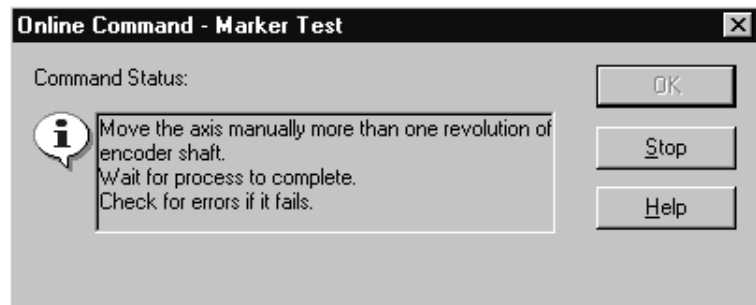 Online Command - Marker Test
Command Status:
OK
Move the axis manually more than one revolution of
encoder shaft.
Wait for process to complete.
Check for errors if it fails.
Stop
Help